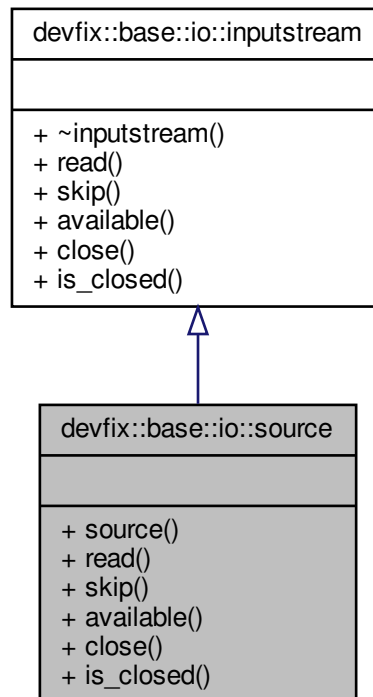 devfix::base::io::inputstream
+ ~inputstream()
+ read()
+ skip()
+ available()
+ close()
+ is_closed()
devfix::base::io::source
+ source()
+ read()
+ skip()
+ available()
+ close()
+ is_closed()